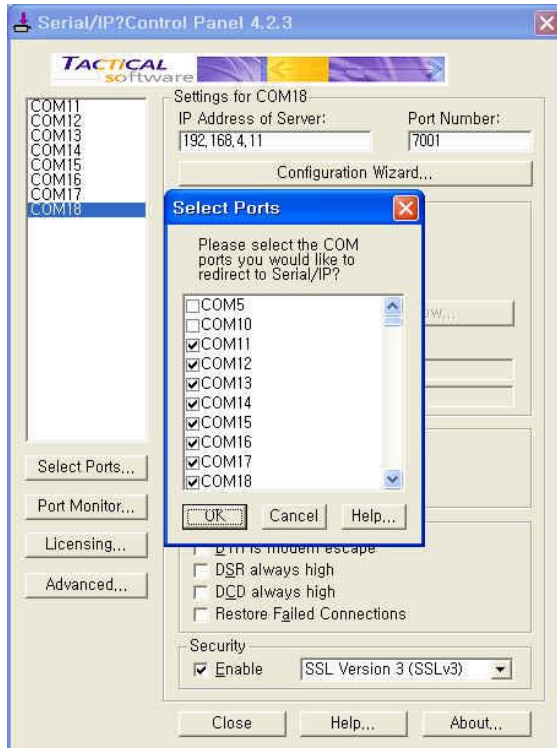 Serial/IP?Control Panel 4.2.3
TACTICAL
software
COM11
COM12
COM13
COM14
COM15
COM16
COM17
COM18
Select Ports...
Port Monitor...
Licensing...
Advanced...
Settings for COM18
IP Address of Server:
Port Number:
192.168.4.11
7001
Configuration Wizard...
Select Ports
Please select the COM
ports you would like to
redirect to Serial/IP?
COM5
COM10
COM11
COM12
COM13
COM14
COM15
COM16
COM17
COM18
OK
Cancel
Help...
DTR is modem escape
DSR always high
DCD always high
Restore Failed Connections
Security
Enable
SSL Version 3 (SSLv3)
Close
Help...
About...